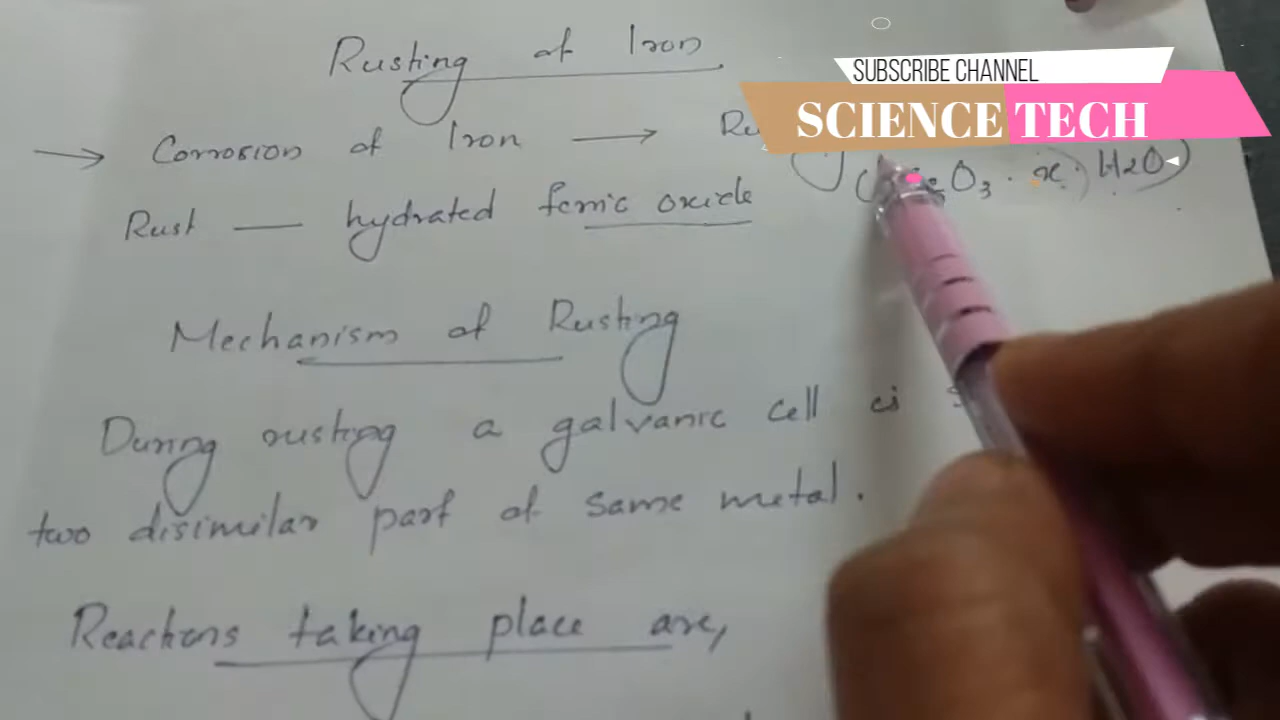 Rusting of Iron
SUBSCRIBE CHANNEL
SCIENCE TECH
→ Corrosion of Iron →
O3 . x . H2O)
Rust — hydrated ferric oxide
Mechanism of Rusting
During rusting a galvanic cell is
two disimilar part of same metal.
Reactions taking place are,